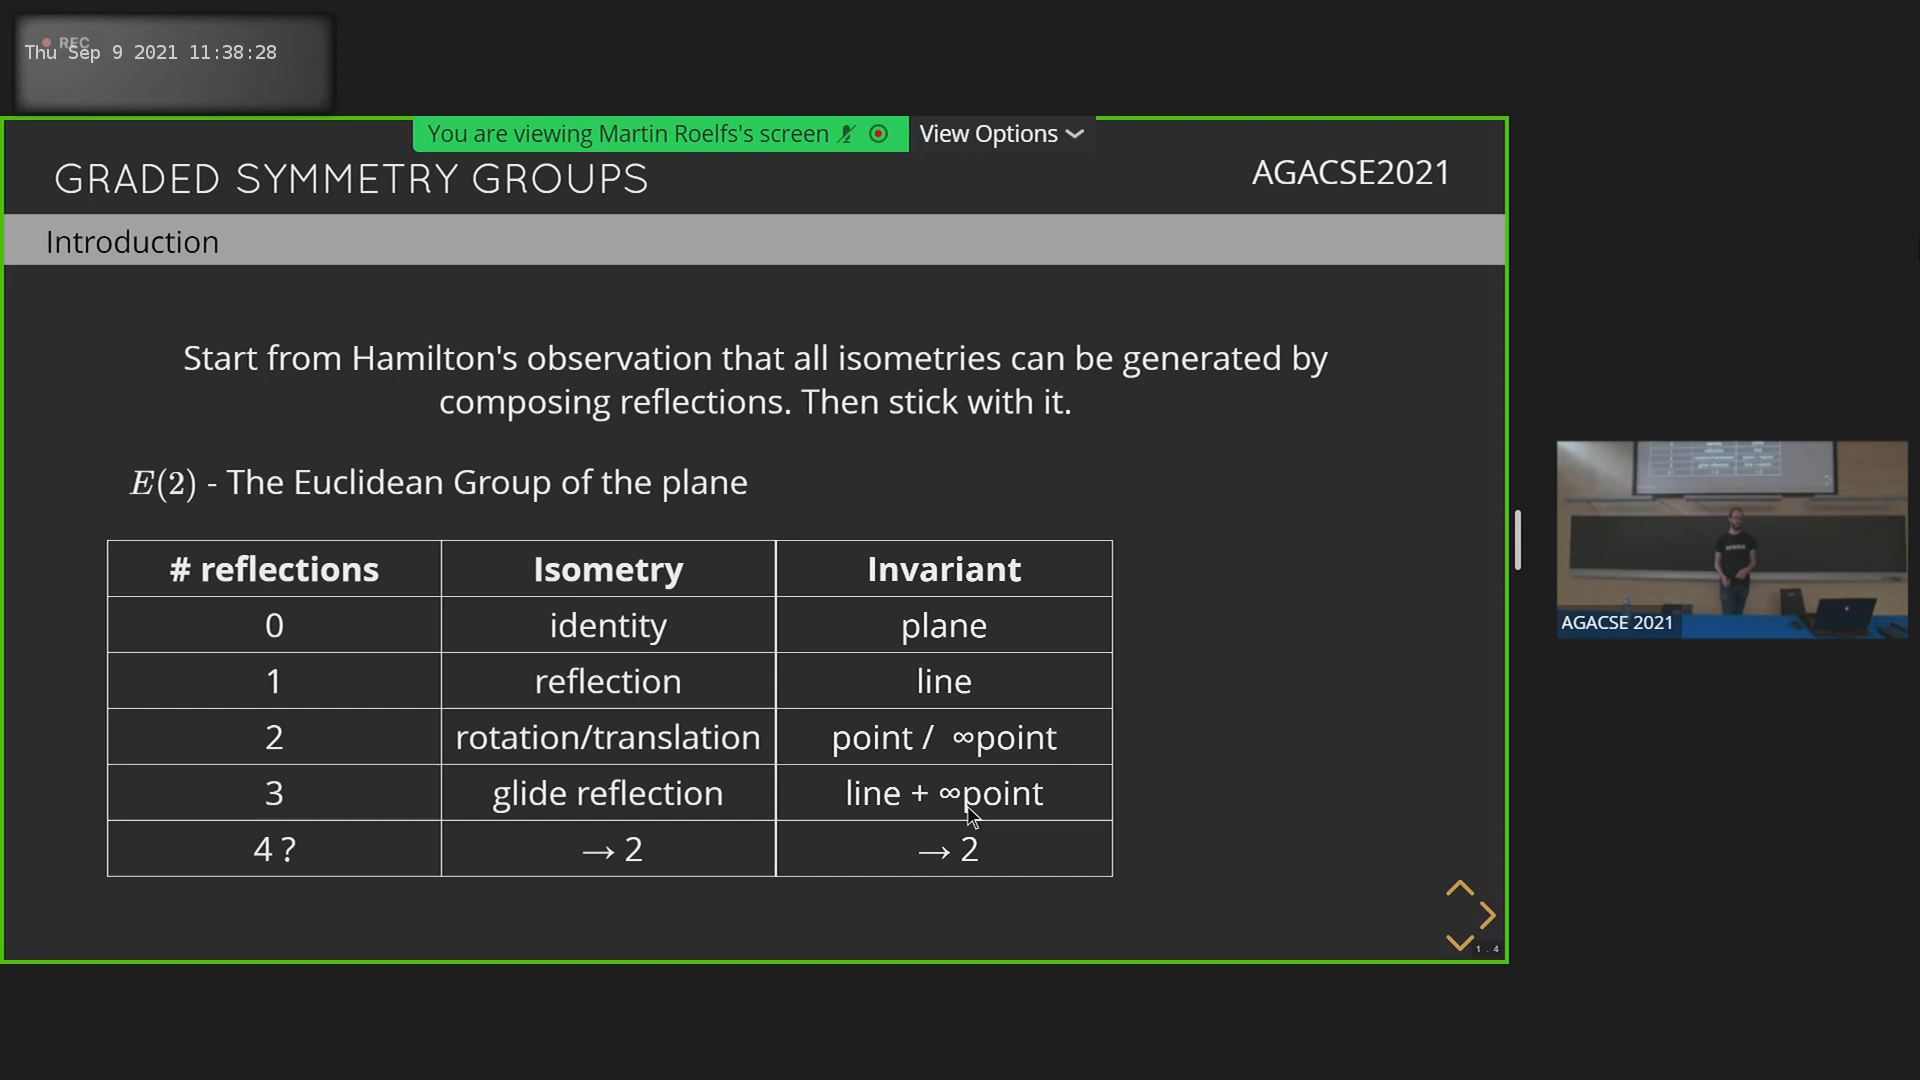 REC
Thu Sep 9 2021 11:38:28
You are viewing Martin Roelfs's screen View Options
GRADED SYMMETRY GROUPS
AGACSE2021
Introduction
Start from Hamilton's observation that all isometries can be generated by
composing reflections. Then stick with it.
E(2) - The Euclidean Group of the plane
# reflections Isometry Invariant
0 identity plane
1 reflection line
2 rotation/translation point / ∞point
3 glide reflection line + ∞point
4 ? → 2 → 2
1 . 4
AGACSE 2021